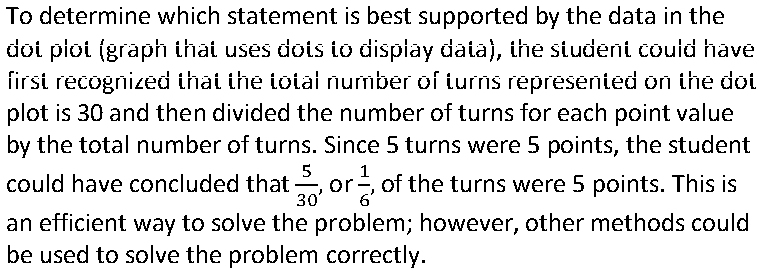 To determine which statement is best supported by the data in the
dot plot (graph that uses dots to display data), the student could have
first recognized that the total number of turns represented on the dot
plot is 30 and then divided the number of turns for each point value
by the total number of turns. Since 5 turns were 5 points, the student
could have concluded that 5/30, or 1/6, of the turns were 5 points. This is
an efficient way to solve the problem; however, other methods could
be used to solve the problem correctly.